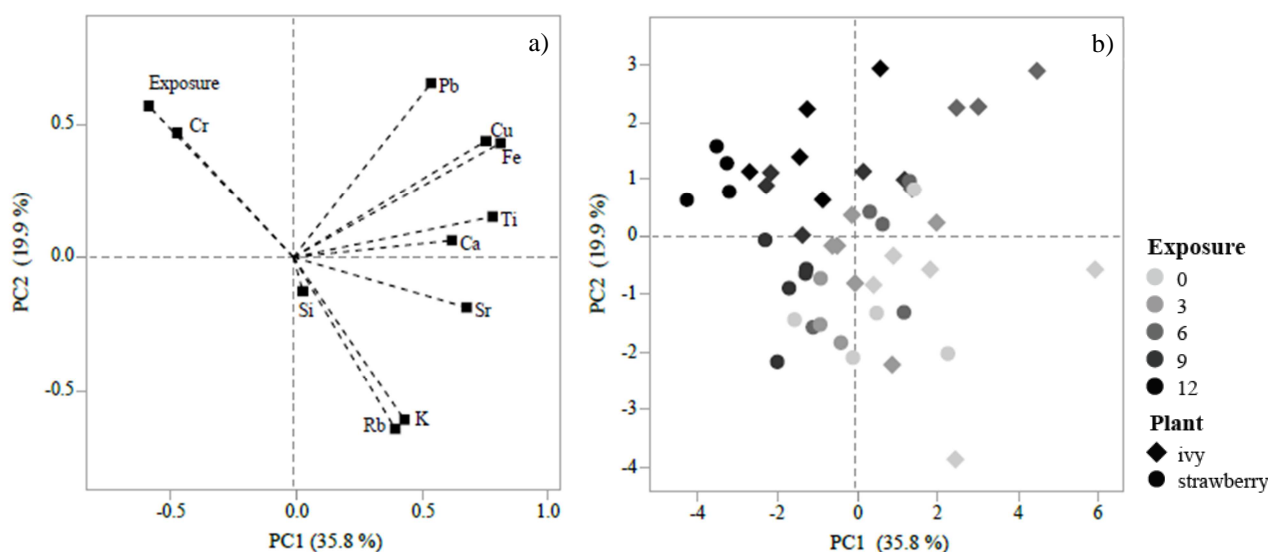 a)
Exposure
Cr
Pb
Cu
Fe
Ti
Ca
Si
Sr
Rb
K
0.5
0.0
-0.5
PC2 (19.9 %)
-0.5
0.0
0.5
1.0
PC1 (35.8 %)
b)
3
2
1
0
-1
-2
-3
-4
PC2 (19.9 %)
-4
-2
0
2
4
6
PC1 (35.8 %)
Exposure
0
3
6
9
12
Plant
ivy
strawberry